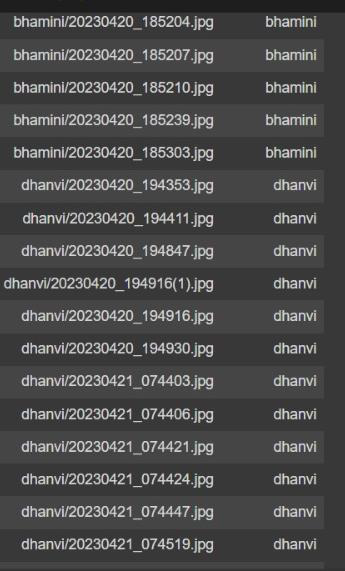 bhamini/20230420_185204.jpg bhamini
bhamini/20230420_185207.jpg bhamini
bhamini/20230420_185210.jpg bhamini
bhamini/20230420_185239.jpg bhamini
bhamini/20230420_185303.jpg bhamini
dhanvi/20230420_194353.jpg dhanvi
dhanvi/20230420_194411.jpg dhanvi
dhanvi/20230420_194847.jpg dhanvi
dhanvi/20230420_194916(1).jpg dhanvi
dhanvi/20230420_194916.jpg dhanvi
dhanvi/20230420_194930.jpg dhanvi
dhanvi/20230421_074403.jpg dhanvi
dhanvi/20230421_074406.jpg dhanvi
dhanvi/20230421_074421.jpg dhanvi
dhanvi/20230421_074424.jpg dhanvi
dhanvi/20230421_074447.jpg dhanvi
dhanvi/20230421_074519.jpg dhanvi